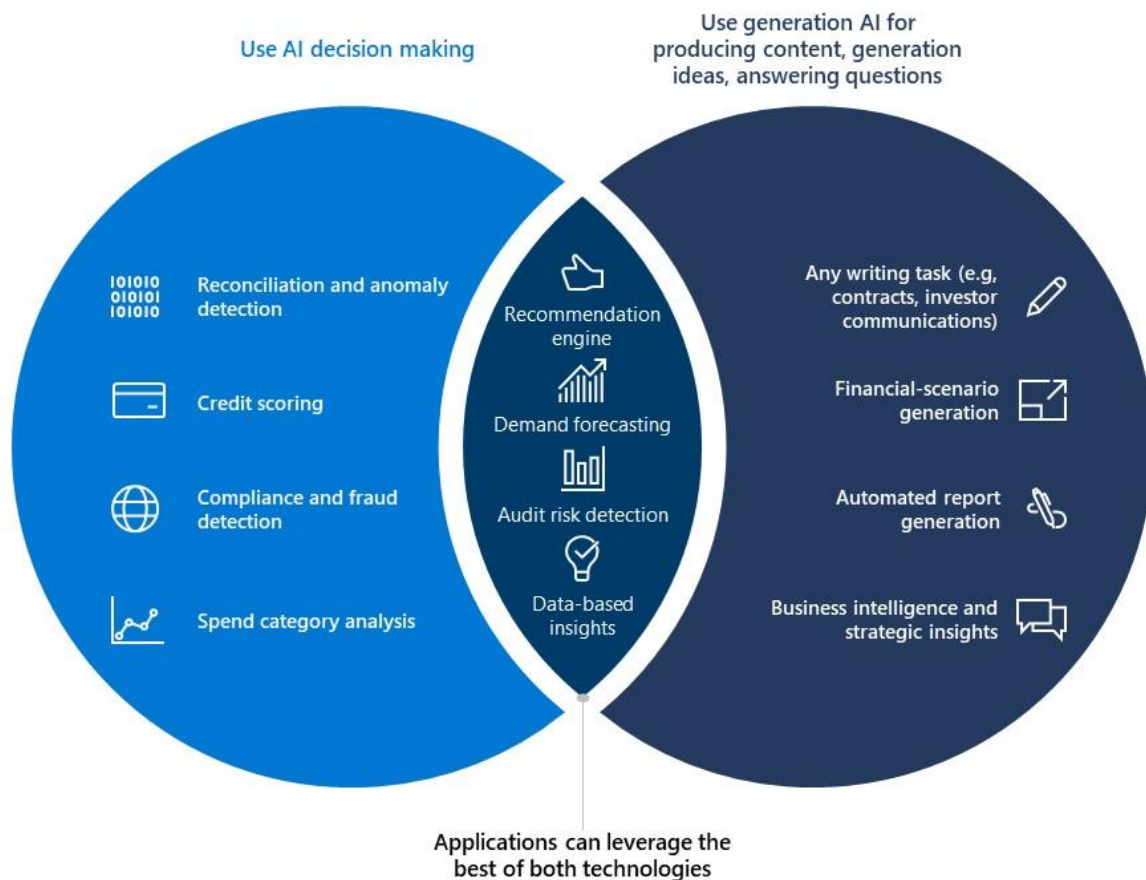 Use AI decision making
Use generation AI for
producing content, generation
ideas, answering questions
101010
010101
101010
Reconciliation and anomaly
detection
Credit scoring
Compliance and fraud
detection
Spend category analysis
Recommendation
engine
Demand forecasting
Audit risk detection
Data-based
insights
Any writing task (e.g,
contracts, investor
communications)
Financial-scenario
generation
Automated report
generation
Business intelligence and
strategic insights
Applications can leverage the
best of both technologies